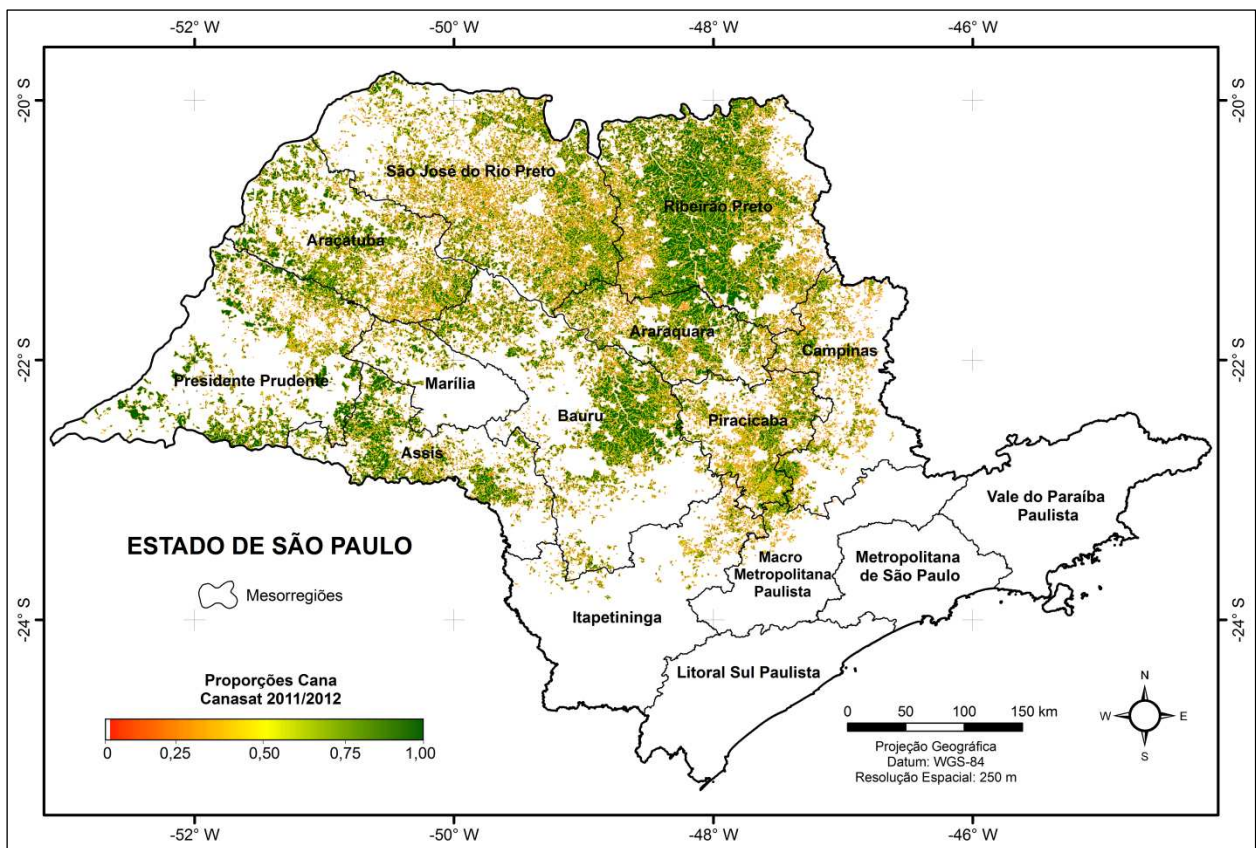 -52° W
-50° W
-48° W
-46° W
-20° S
-20° S
São José do Rio Preto
Ribeirão Preto
Araçatuba
Araraquara
-22° S
Campinas
-22° S
Presidente Prudente
Marília
Bauru
Piracicaba
Assis
Vale do Paraíba
Paulista
ESTADO DE SÃO PAULO
Mesorregiões
Macro
Metropolitana
Paulista
Metropolitana
de São Paulo
-24° S
Itapetininga
-24° S
Litoral Sul Paulista
Proporções Cana
Canasat 2011/2012
0
0,25
0,50
0,75
1,00
0
50
100
150 km
Projeção Geográfica
Datum: WGS-84
Resolução Espacial: 250 m
N
W
E
S
-52° W
-50° W
-48° W
-46° W